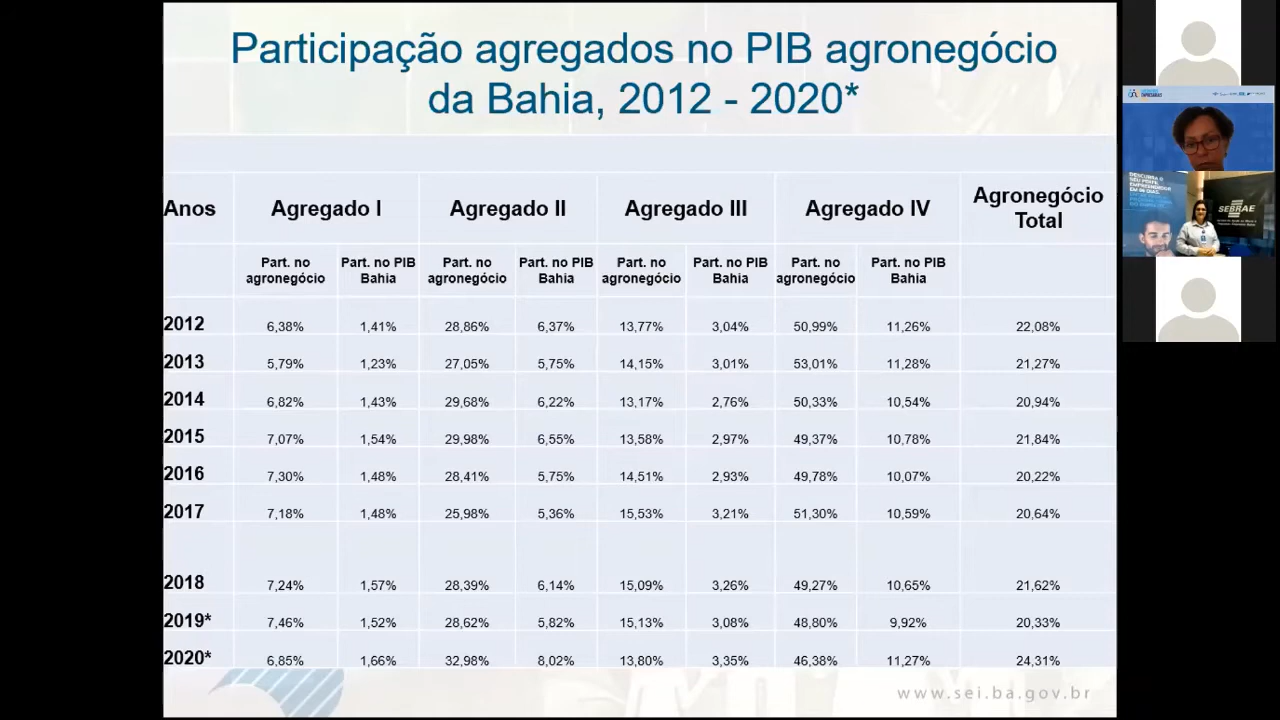 Participação agregados no PIB agronegócio
da Bahia, 2012 - 2020*
Anos Agregado I Agregado II Agregado III Agregado IV Agronegócio Total
Part. no agronegócio Part. no PIB Bahia Part. no agronegócio Part. no PIB Bahia Part. no agronegócio Part. no PIB Bahia Part. no agronegócio Part. no PIB Bahia
2012 6,38% 1,41% 28,86% 6,37% 13,77% 3,04% 50,99% 11,26% 22,08%
2013 5,79% 1,23% 27,05% 5,75% 14,15% 3,01% 53,01% 11,28% 21,27%
2014 6,82% 1,43% 29,68% 6,22% 13,17% 2,76% 50,33% 10,54% 20,94%
2015 7,07% 1,54% 29,98% 6,55% 13,58% 2,97% 49,37% 10,78% 21,84%
2016 7,30% 1,48% 28,41% 5,75% 14,51% 2,93% 49,78% 10,07% 20,22%
2017 7,18% 1,48% 25,98% 5,36% 15,53% 3,21% 51,30% 10,59% 20,64%
2018 7,24% 1,57% 28,39% 6,14% 15,09% 3,26% 49,27% 10,65% 21,62%
2019* 7,46% 1,52% 28,62% 5,82% 15,13% 3,08% 48,80% 9,92% 20,33%
2020* 6,85% 1,66% 32,98% 8,02% 13,80% 3,35% 46,38% 11,27% 24,31%
www.sei.ba.gov.br
DESCUBRA O
SEU PERFIL
EMPREENDEDOR
SEBRAE